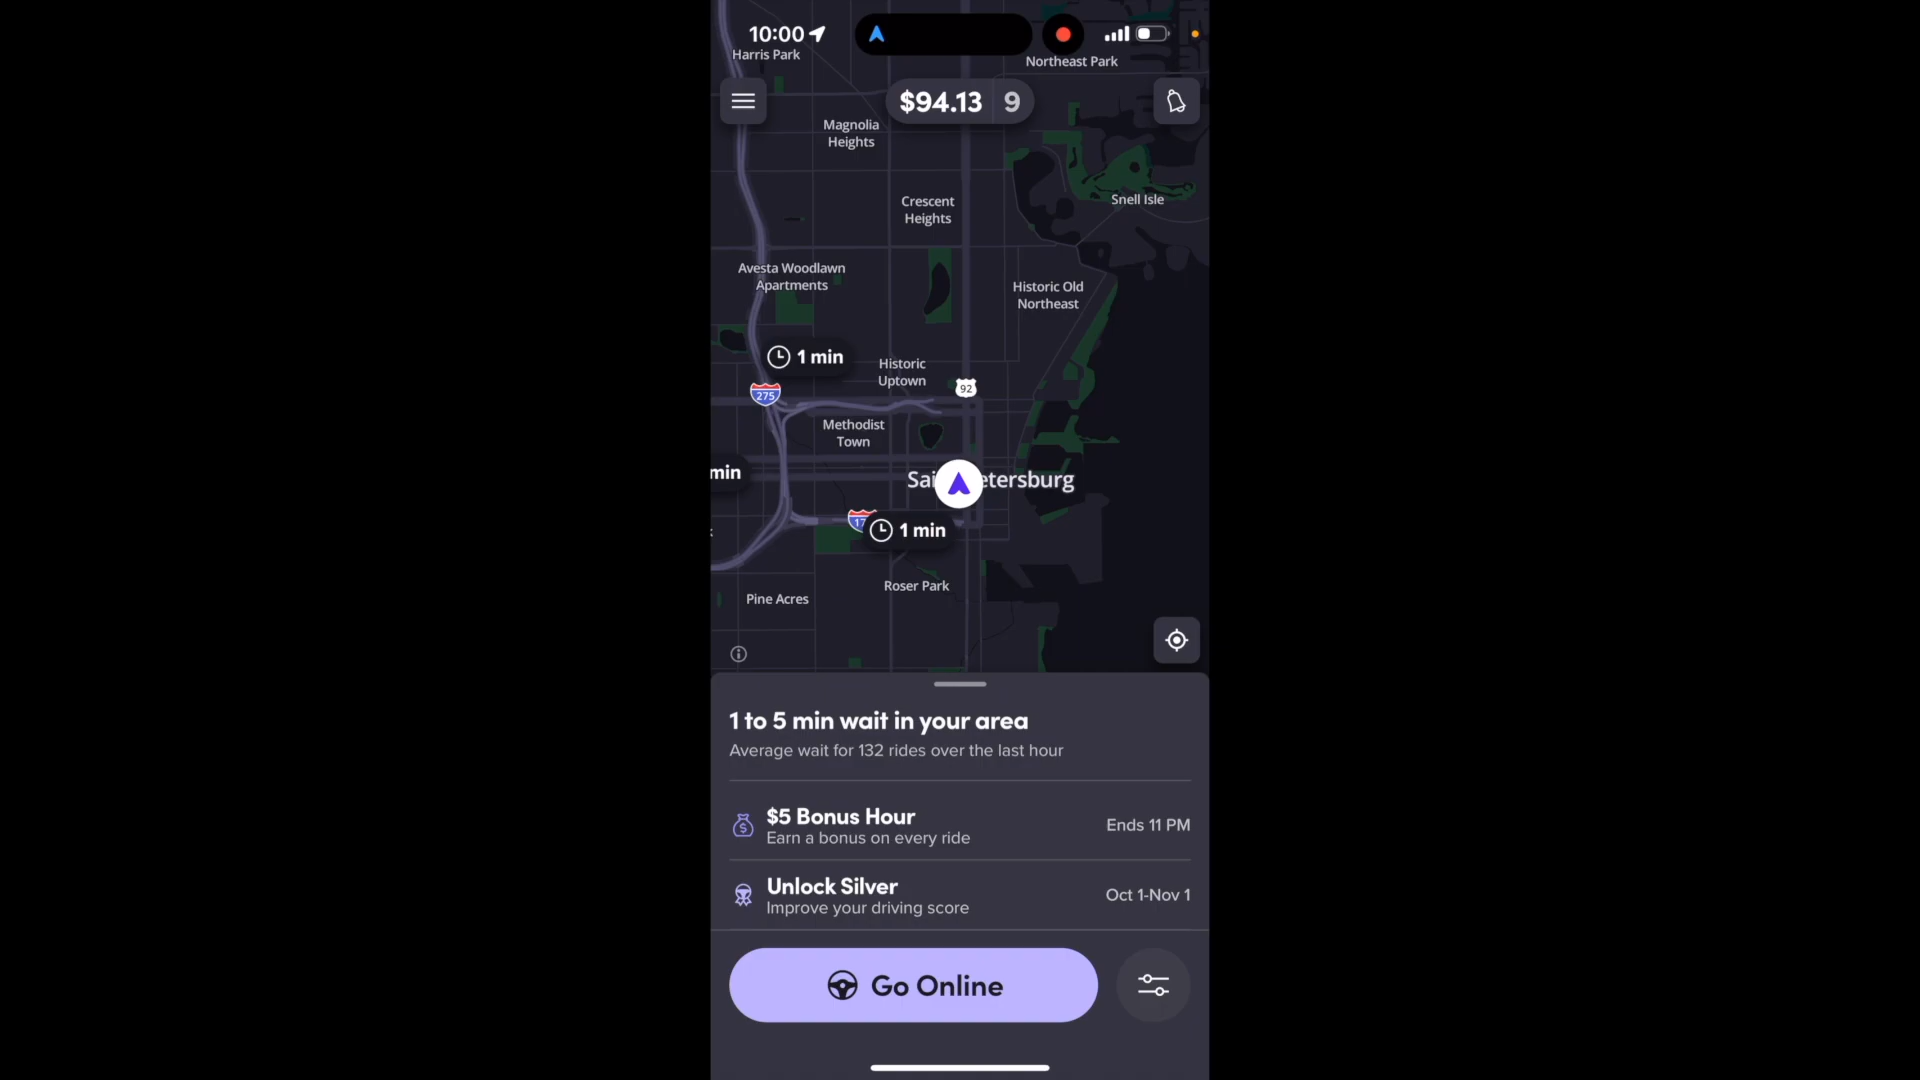 10:00
Harris Park
Northeast Park
$94.13 9
Magnolia
Heights
Snell Isle
Crescent
Heights
Avesta Woodlawn
Apartments
Historic Old
Northeast
1 min
Historic
Uptown
92
275
Methodist
Town
min
1 min
Roser Park
Pine Acres
1 to 5 min wait in your area
Average wait for 132 rides over the last hour
$5 Bonus Hour
Ends 11 PM
Earn a bonus on every ride
Unlock Silver
Oct 1-Nov 1
Improve your driving score
Go Online